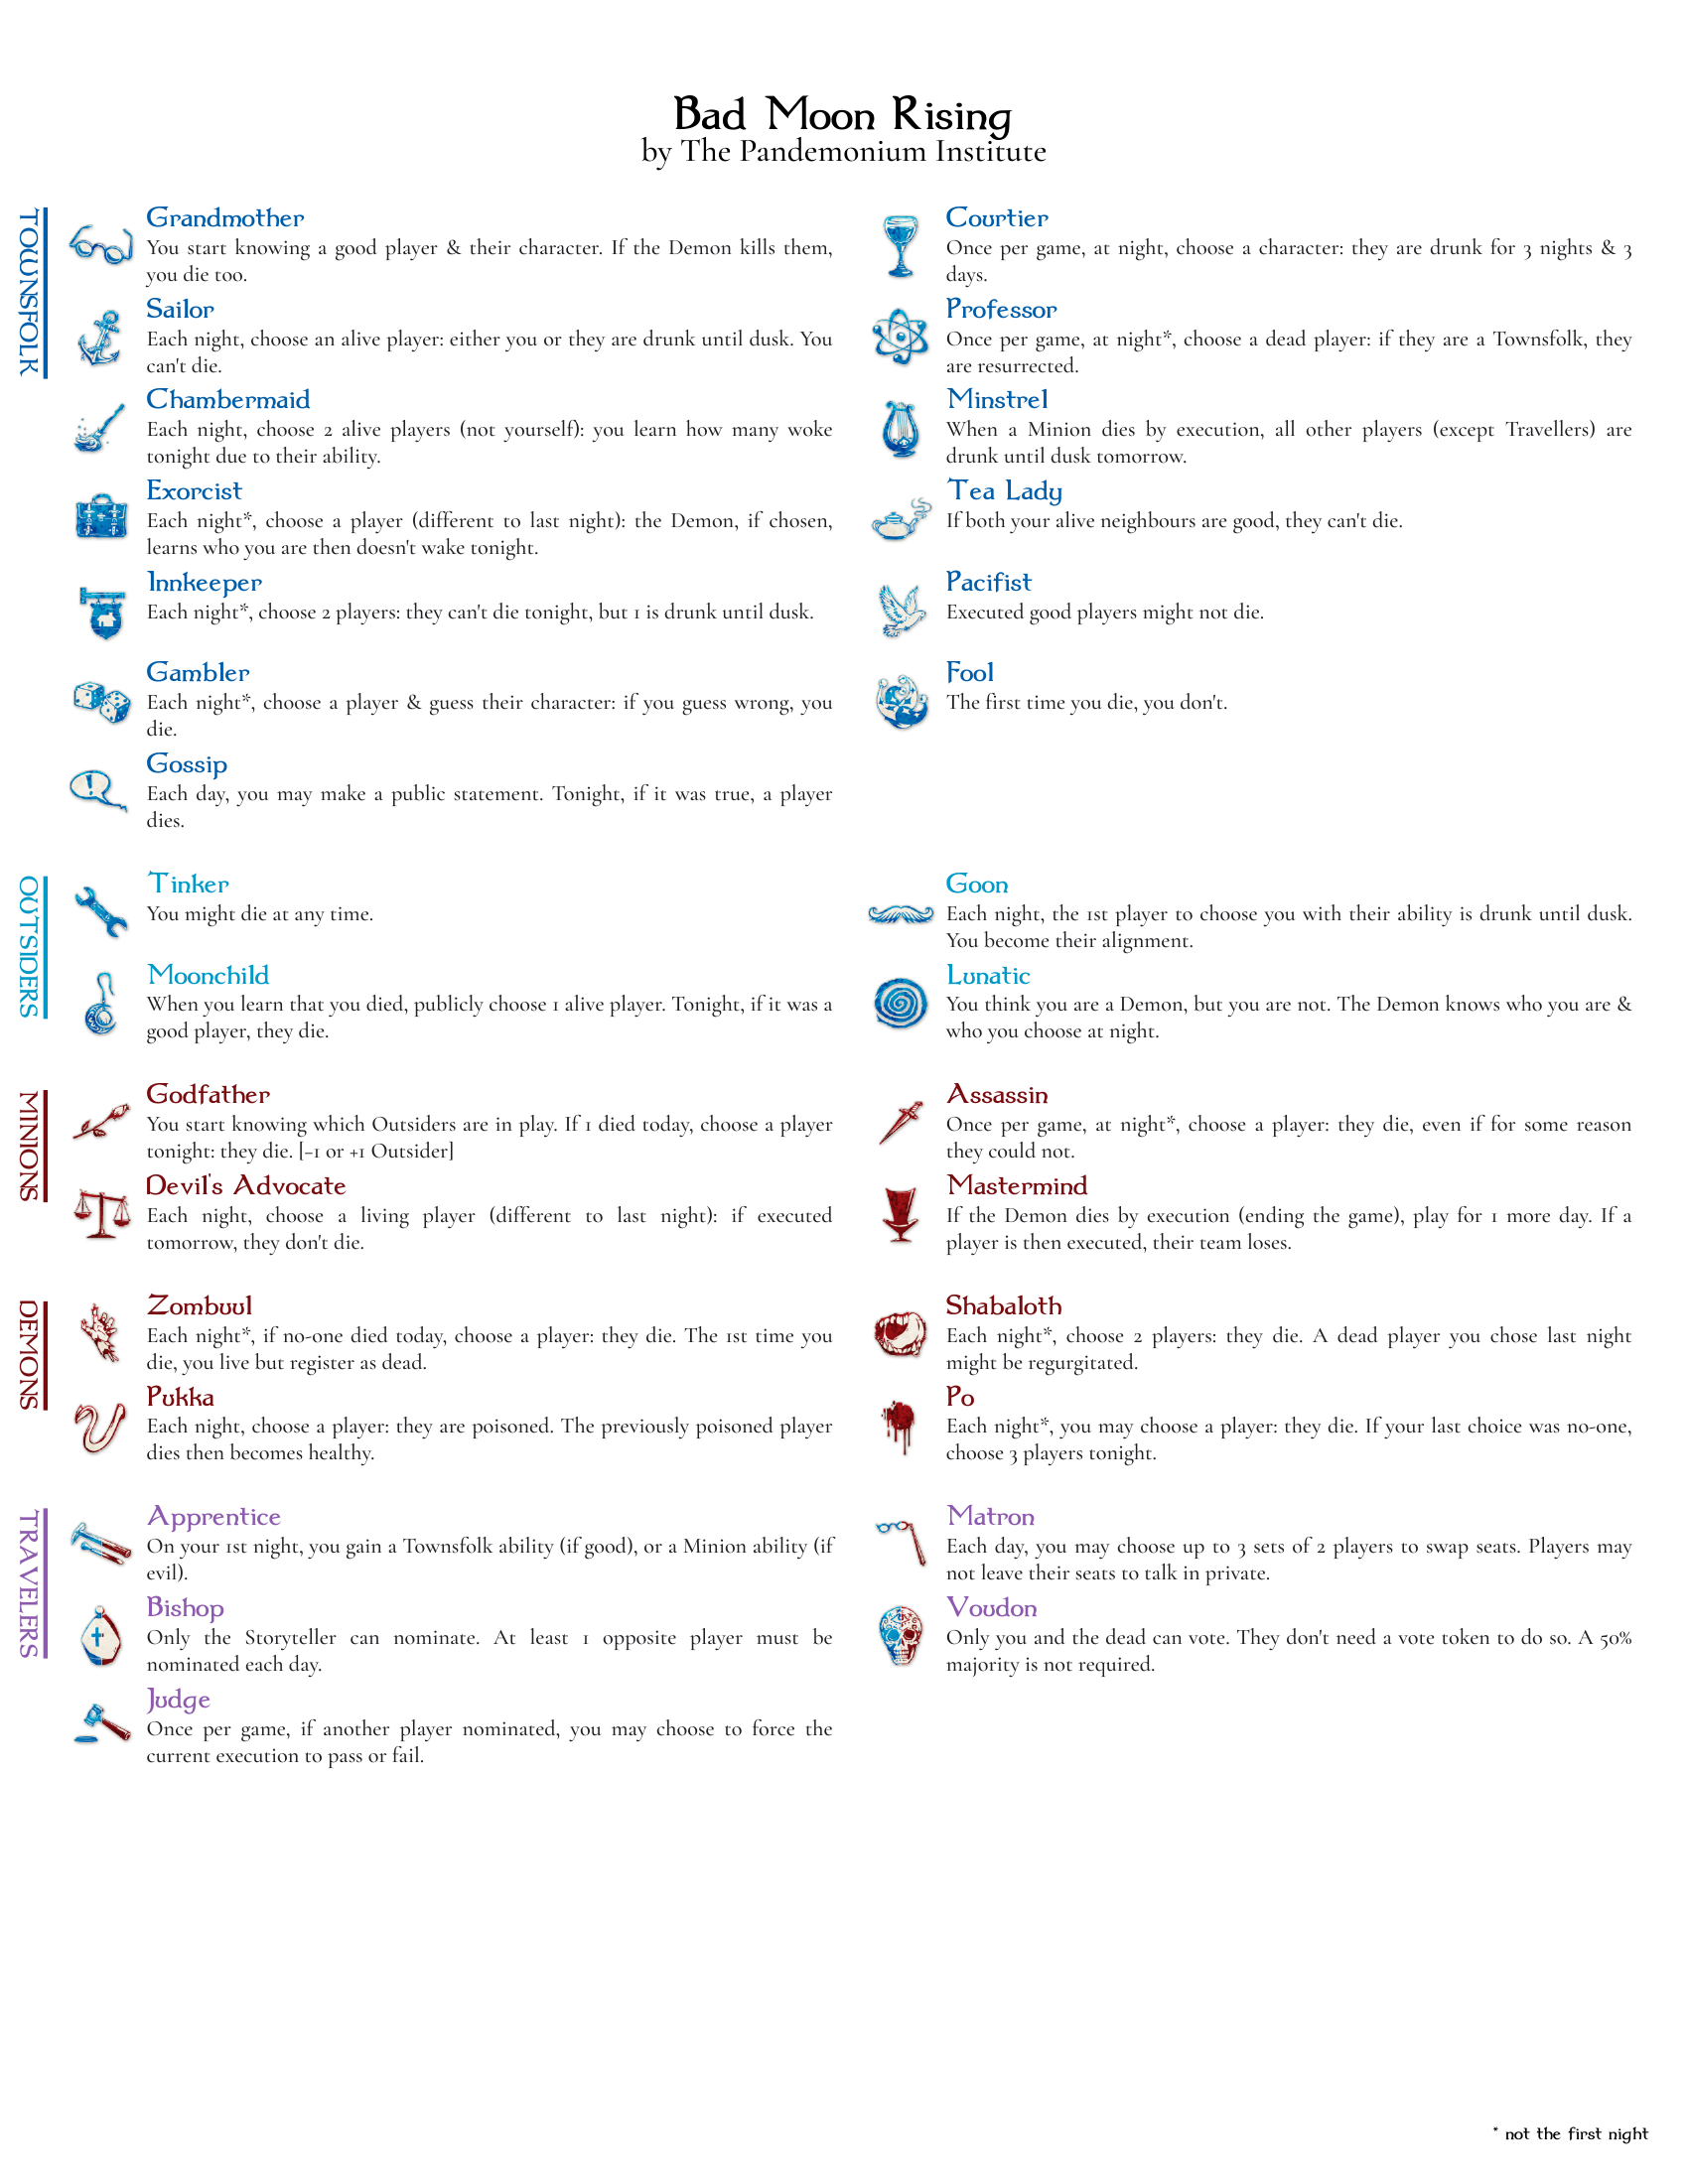 Bad Moon Rising
by The Pandemonium Institute
TOWNSFOLK
Grandmother
You start knowing a good player & their character. If the Demon kills them,
you die too.
Sailor
Each night, choose an alive player: either you or they are drunk until dusk. You
can't die.
Chambermaid
Each night, choose 2 alive players (not yourself): you learn how many woke
tonight due to their ability.
Exorcist
Each night*, choose a player (different to last night): the Demon, if chosen,
learns who you are then doesn't wake tonight.
Innkeeper
Each night*, choose 2 players: they can't die tonight, but 1 is drunk until dusk.
Gambler
Each night*, choose a player & guess their character: if you guess wrong, you
die.
Gossip
Each day, you may make a public statement. Tonight, if it was true, a player
dies.
Courtier
Once per game, at night, choose a character: they are drunk for 3 nights & 3
days.
Professor
Once per game, at night*, choose a dead player: if they are a Townsfolk, they
are resurrected.
Minstrel
When a Minion dies by execution, all other players (except Travellers) are
drunk until dusk tomorrow.
Tea Lady
If both your alive neighbours are good, they can't die.
Pacifist
Executed good players might not die.
Fool
The first time you die, you don't.
OUTSIDERS
Tinker
You might die at any time.
Moonchild
When you learn that you died, publicly choose 1 alive player. Tonight, if it was a
good player, they die.
Goon
Each night, the 1st player to choose you with their ability is drunk until dusk.
You become their alignment.
Lunatic
You think you are a Demon, but you are not. The Demon knows who you are &
who you choose at night.
MINIONS
Godfather
You start knowing which Outsiders are in play. If 1 died today, choose a player
tonight: they die. [−1 or +1 Outsider]
Devil's Advocate
Each night, choose a living player (different to last night): if executed
tomorrow, they don't die.
Assassin
Once per game, at night*, choose a player: they die, even if for some reason
they could not.
Mastermind
If the Demon dies by execution (ending the game), play for 1 more day. If a
player is then executed, their team loses.
DEMONS
Zombuul
Each night*, if no-one died today, choose a player: they die. The 1st time you
die, you live but register as dead.
Pukka
Each night, choose a player: they are poisoned. The previously poisoned player
dies then becomes healthy.
Shabaloth
Each night*, choose 2 players: they die. A dead player you chose last night
might be regurgitated.
Po
Each night*, you may choose a player: they die. If your last choice was no-one,
choose 3 players tonight.
TRAVELERS
Apprentice
On your 1st night, you gain a Townsfolk ability (if good), or a Minion ability (if
evil).
Bishop
Only the Storyteller can nominate. At least 1 opposite player must be
nominated each day.
Judge
Once per game, if another player nominated, you may choose to force the
current execution to pass or fail.
Matron
Each day, you may choose up to 3 sets of 2 players to swap seats. Players may
not leave their seats to talk in private.
Voudon
Only you and the dead can vote. They don't need a vote token to do so. A 50%
majority is not required.
* not the first night